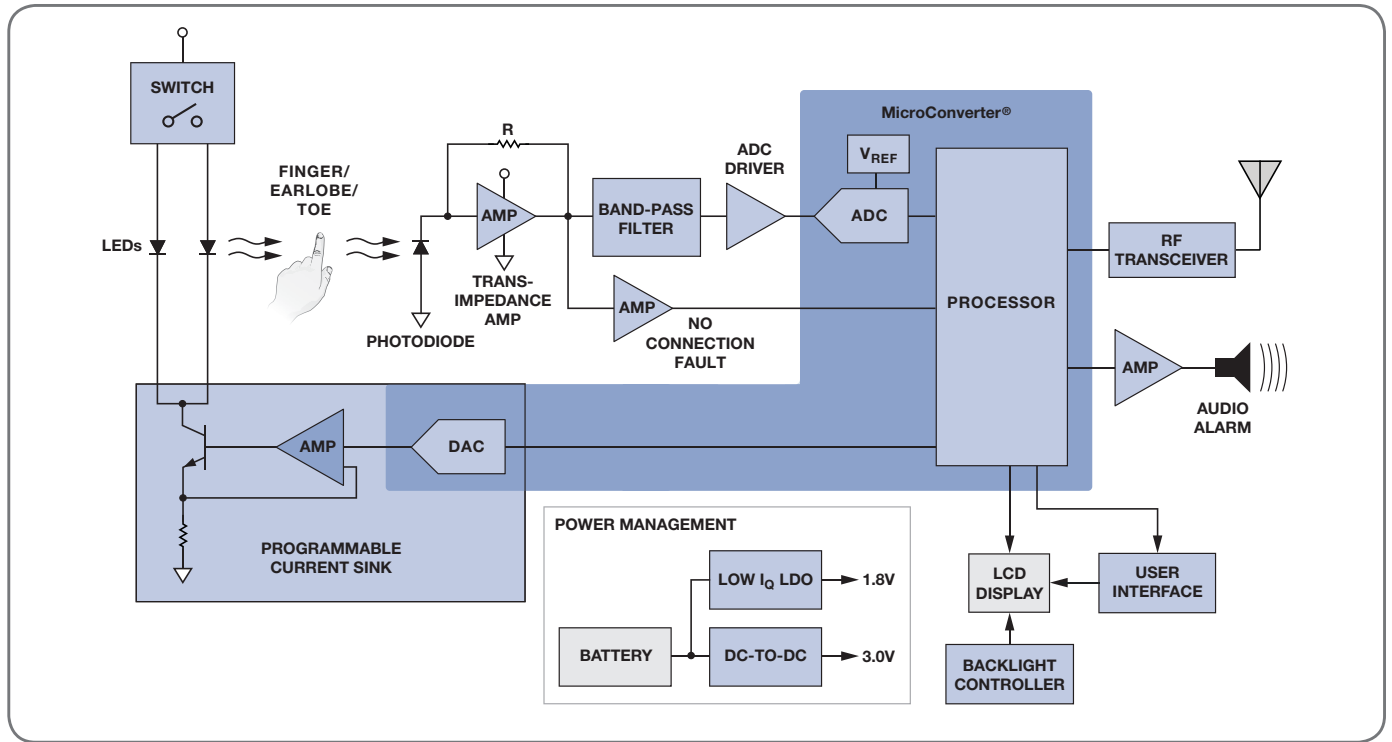 SWITCH
LEDs
FINGER/
EARLOBE/
TOE
R
AMP
TRANS-
IMPEDANCE
AMP
PHOTODIODE
BAND-PASS
FILTER
AMP
NO
CONNECTION
FAULT
ADC
DRIVER
MicroConverter®
VREF
ADC
PROCESSOR
RF
TRANSCEIVER
AMP
AUDIO
ALARM
AMP
DAC
PROGRAMMABLE
CURRENT SINK
POWER MANAGEMENT
BATTERY
LOW IQ LDO
1.8V
DC-TO-DC
3.0V
LCD
DISPLAY
USER
INTERFACE
BACKLIGHT
CONTROLLER